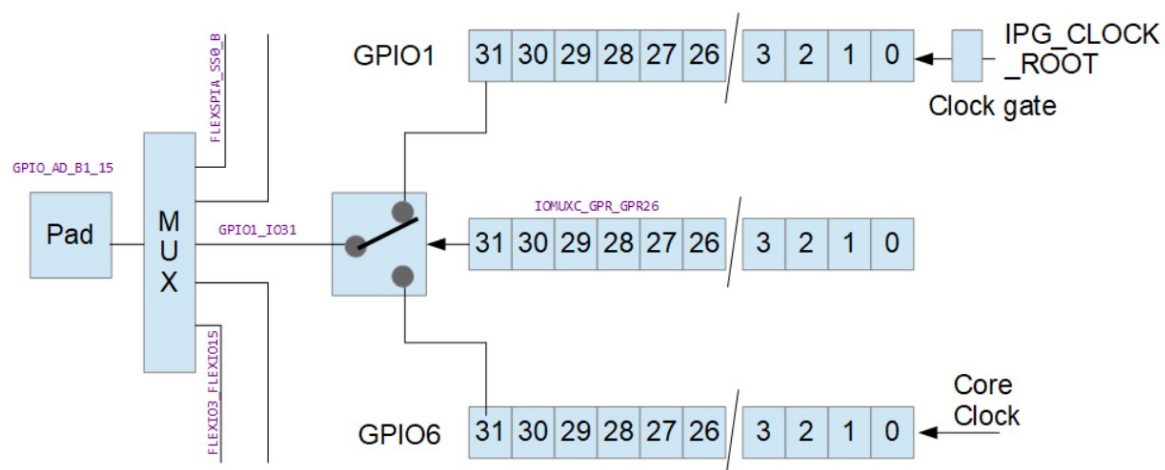 GPIO1
31 30 29 28 27 26 3 2 1 0
IPG_CLOCK
_ROOT
Clock gate
FLEXSPIA_SS0_B
GPIO_AD_B1_15
Pad
MUX
GPIO1_IO31
IOMUXC_GPR_GPR26
31 30 29 28 27 26 3 2 1 0
FLEXIO3_FLEXIO15
GPIO6
31 30 29 28 27 26 3 2 1 0
Core
Clock